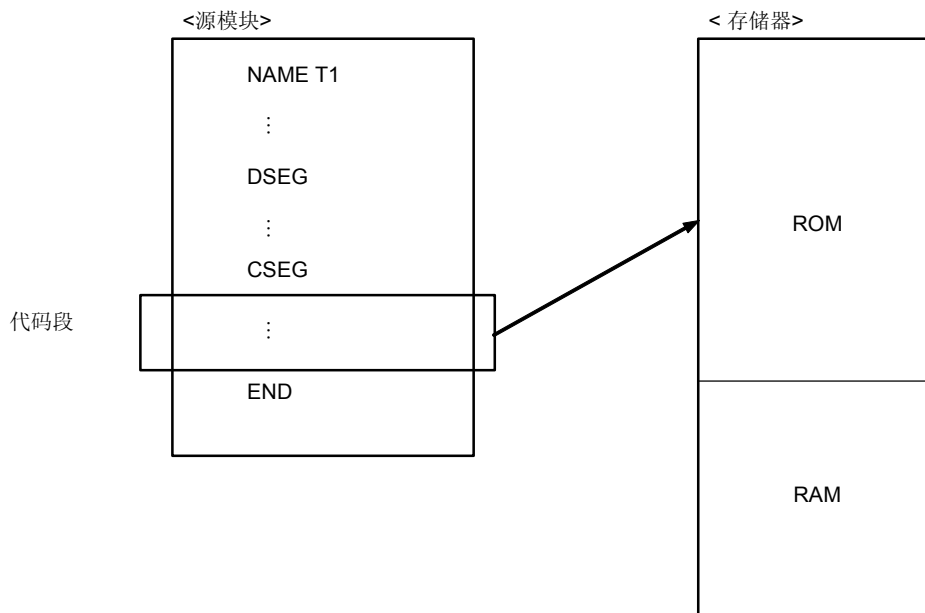 <源模块>
NAME T1
⋮
DSEG
⋮
CSEG
代码段
⋮
END
< 存储器>
ROM
RAM